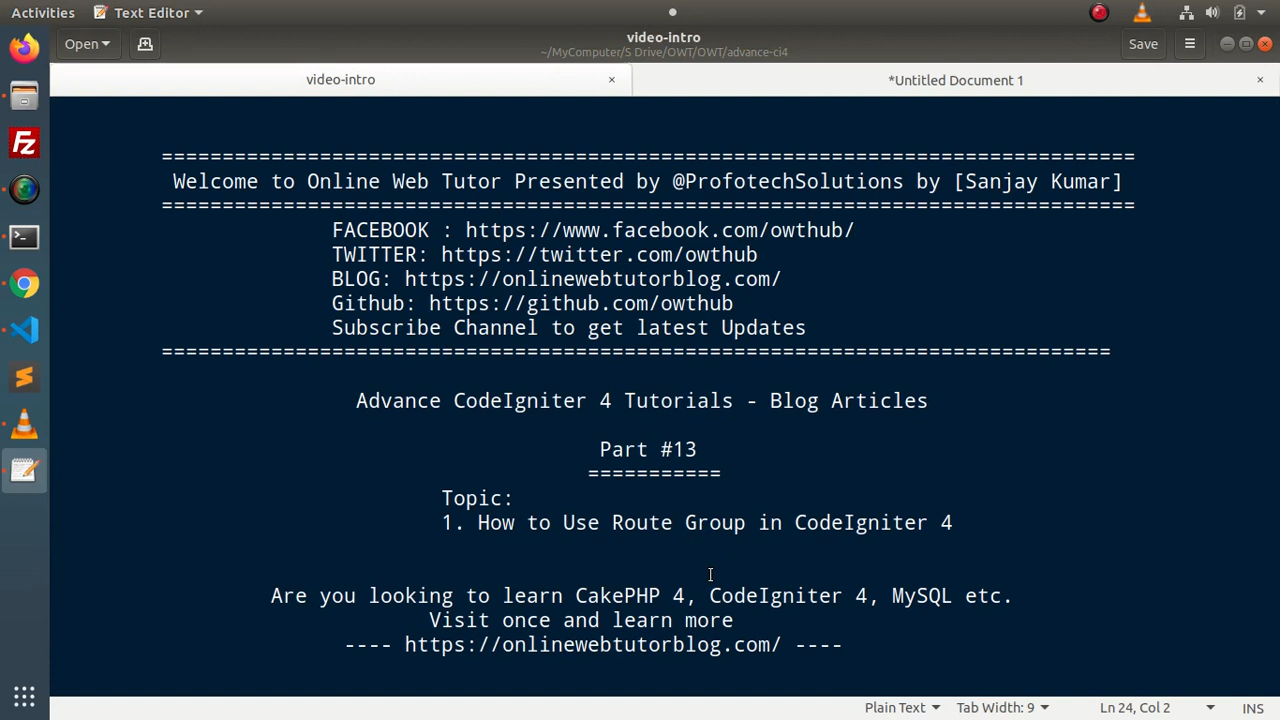 Activities Text Editor
Open video-intro Save
~/MyComputer/S Drive/OWT/OWT/advance-ci4
video-intro × *Untitled Document 1 ×
================================================================================
Welcome to Online Web Tutor Presented by @ProfotechSolutions by [Sanjay Kumar]
================================================================================
FACEBOOK : https://www.facebook.com/owthub/
TWITTER: https://twitter.com/owthub
BLOG: https://onlinewebtutorblog.com/
Github: https://github.com/owthub
Subscribe Channel to get latest Updates
==============================================================================
Advance CodeIgniter 4 Tutorials - Blog Articles
Part #13
===========
Topic:
1. How to Use Route Group in CodeIgniter 4
Are you looking to learn CakePHP 4, CodeIgniter 4, MySQL etc.
Visit once and learn more
---- https://onlinewebtutorblog.com/ ----
Plain Text Tab Width: 9 Ln 24, Col 2 INS